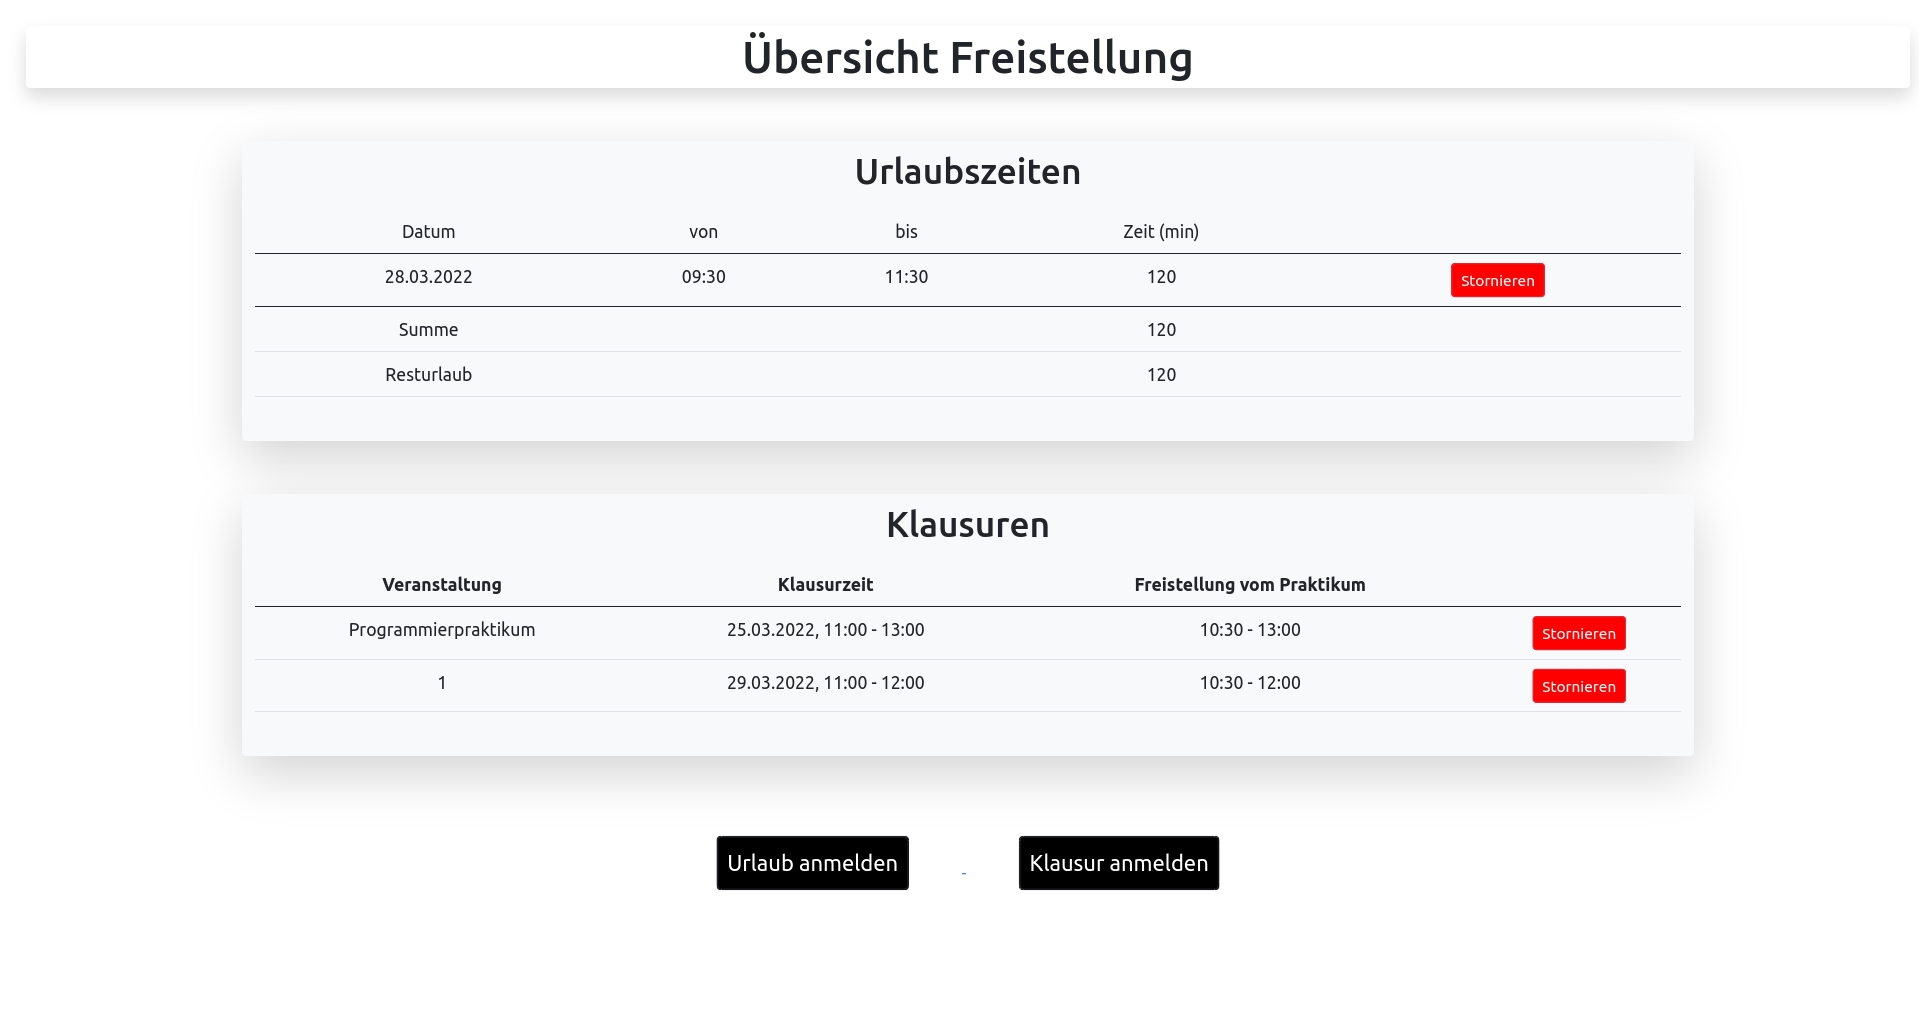 Übersicht Freistellung
Urlaubszeiten
Datum von bis Zeit (min)
28.03.2022 09:30 11:30 120 Stornieren
Summe 120
Resturlaub 120
Klausuren
Veranstaltung Klausurzeit Freistellung vom Praktikum
Programmierpraktikum 25.03.2022, 11:00 - 13:00 10:30 - 13:00 Stornieren
1 29.03.2022, 11:00 - 12:00 10:30 - 12:00 Stornieren
Urlaub anmelden Klausur anmelden